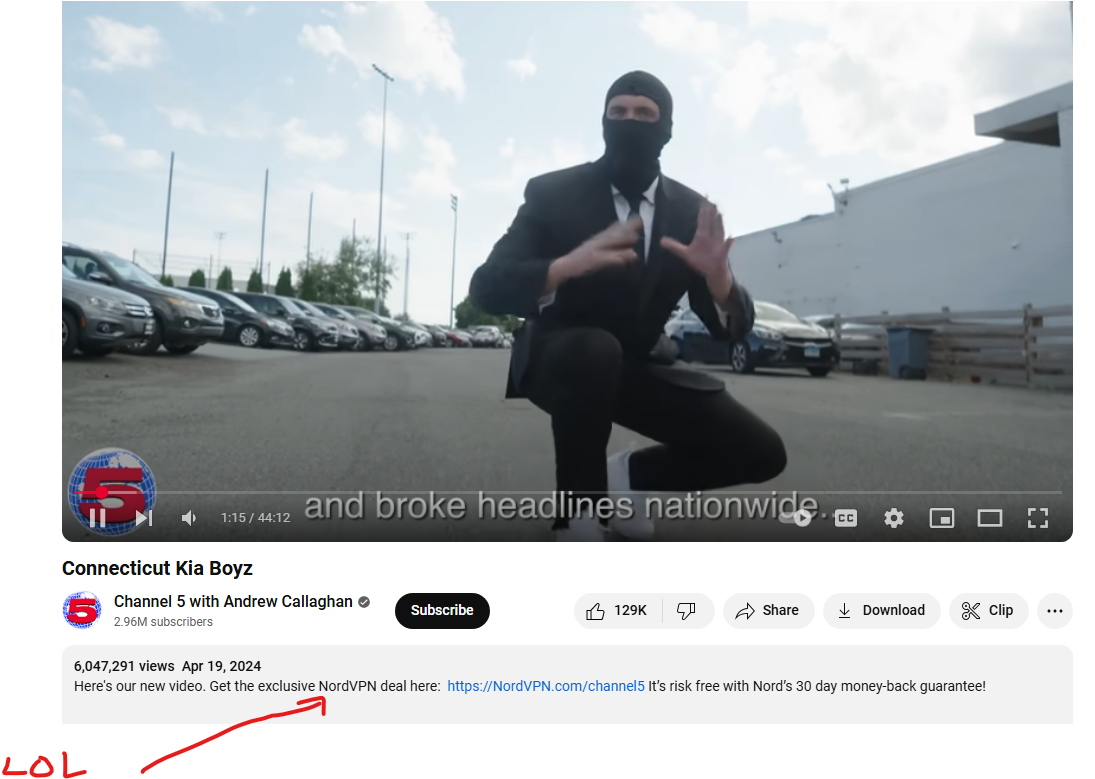 5
and broke headlines nationwide...
1:15 / 44:12
CC
Connecticut Kia Boyz
5
Channel 5 with Andrew Callaghan
2.96M subscribers
Subscribe
129K
Share
Download
Clip
6,047,291 views Apr 19, 2024
Here's our new video. Get the exclusive NordVPN deal here: https://NordVPN.com/channel5 It’s risk free with Nord’s 30 day money-back guarantee!
LOL